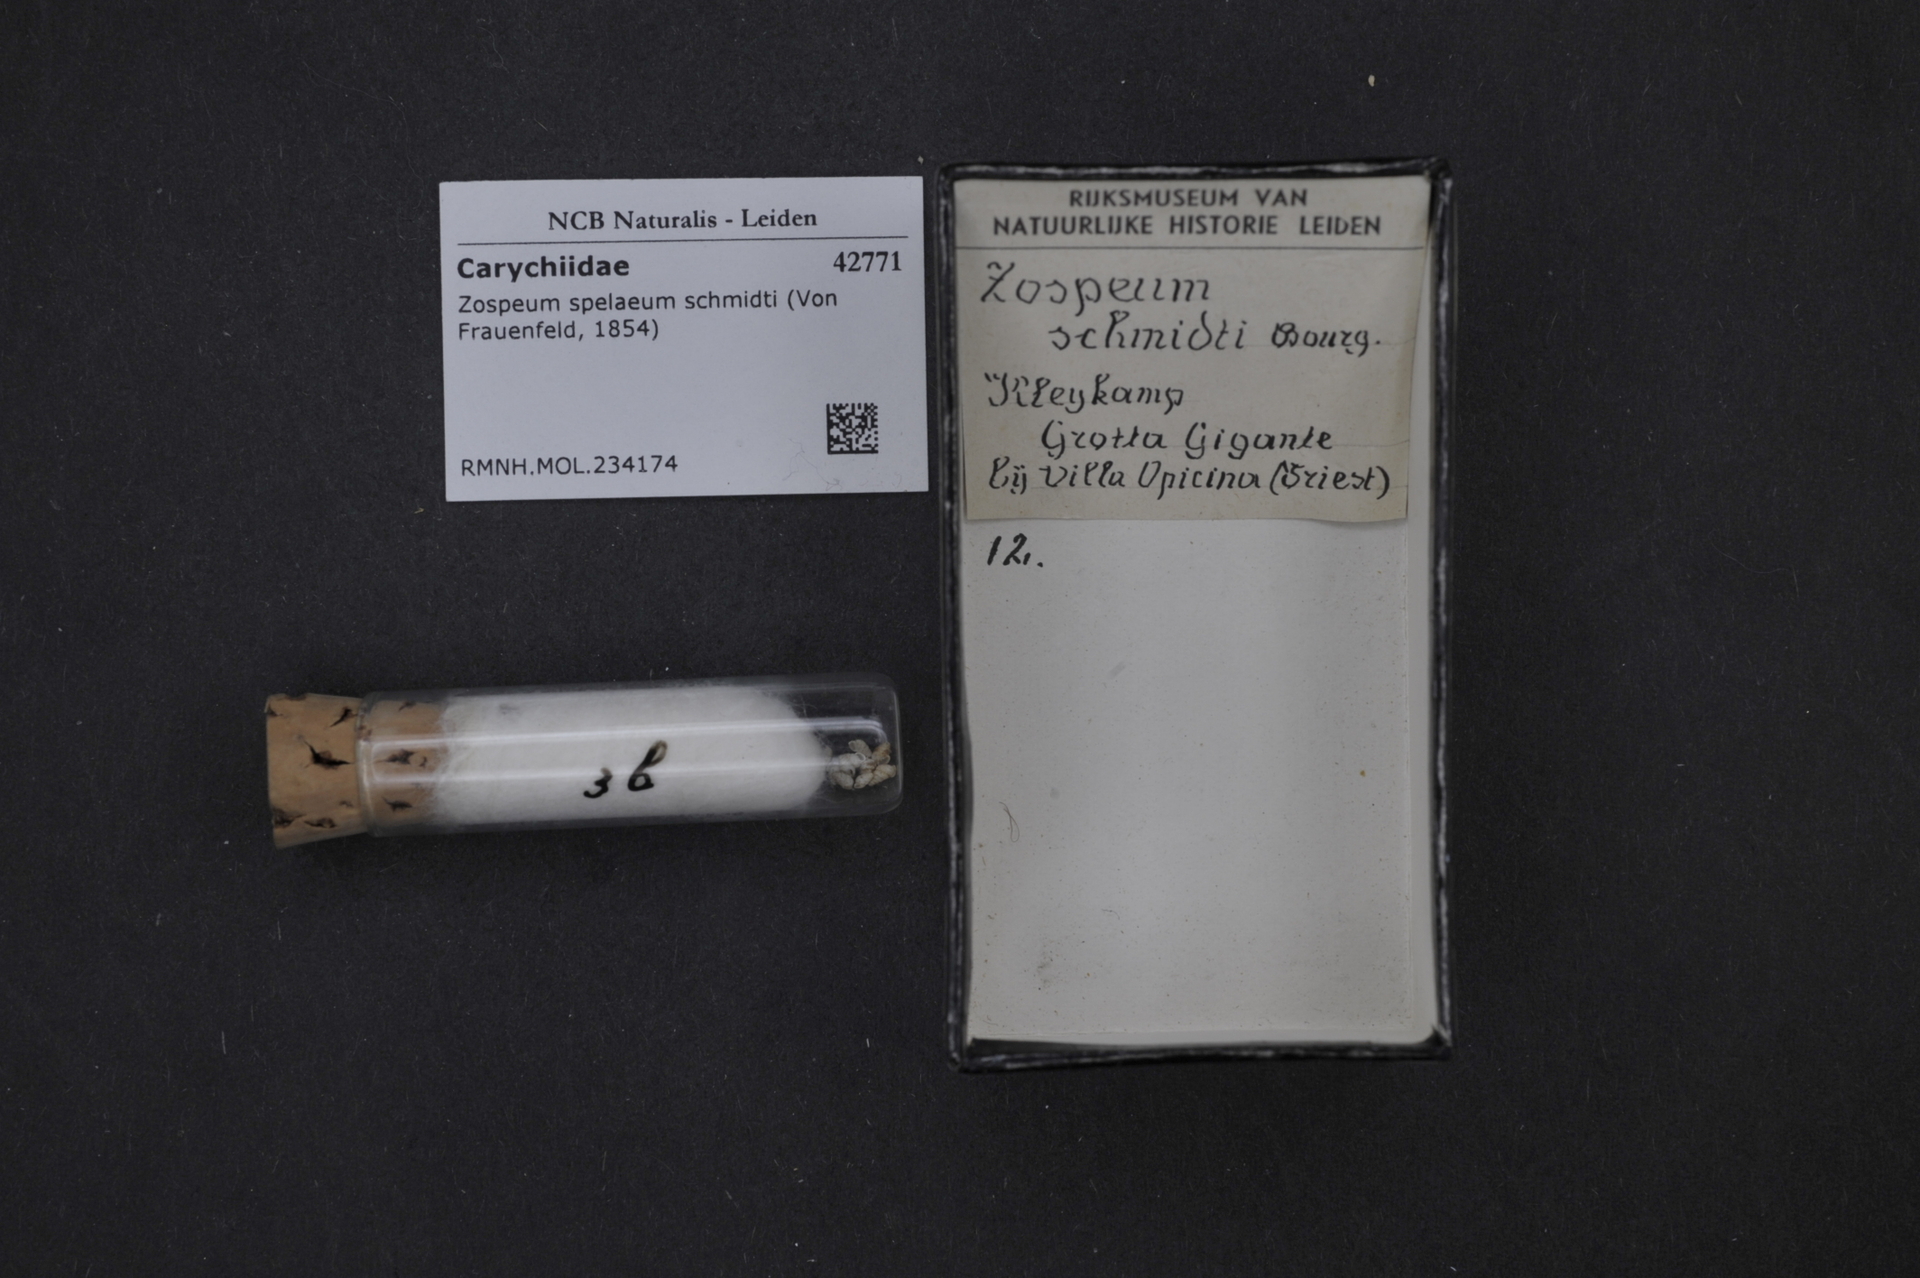 NCB Naturalis - Leiden
Carychiidae 42771
Zospeum spelaeum schmidti (Von
Frauenfeld, 1854)
RMNH.MOL.234174
RIJKSMUSEUM VAN
NATUURLIJKE HISTORIE LEIDEN
Zospeum
schmidti Bourg.
Kleykamp
Grotta Gigante
bij Villa Opicina (Triest)
12.
3b